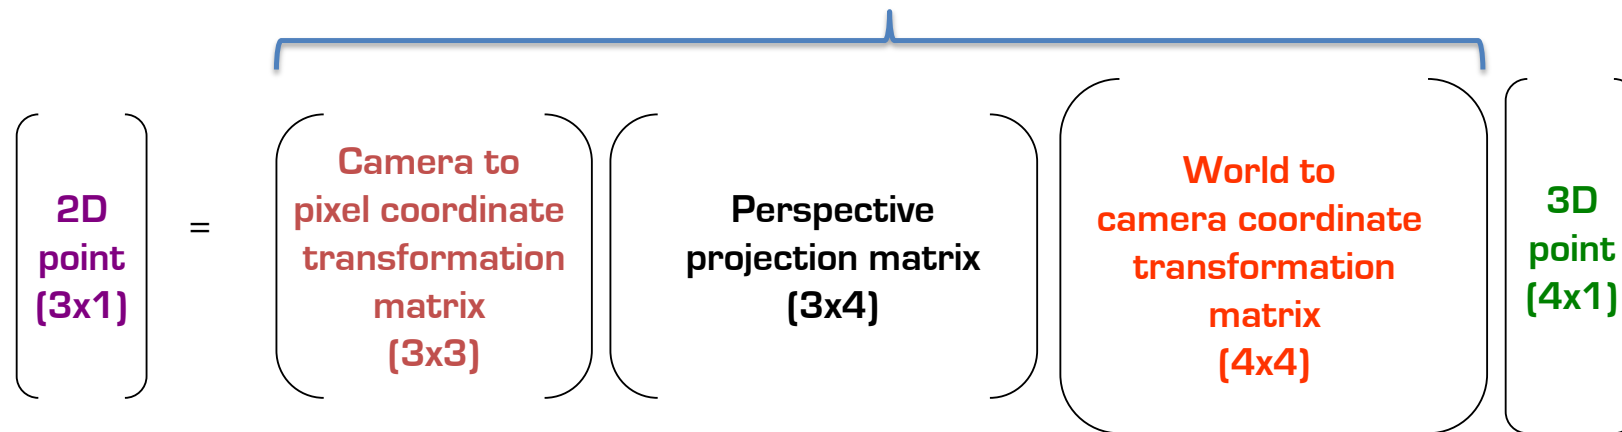 2D
point
(3x1)
=
Camera to
pixel coordinate
transformation
matrix
(3x3)
Perspective
projection matrix
(3x4)
World to
camera coordinate
transformation
matrix
(4x4)
3D
point
(4x1)